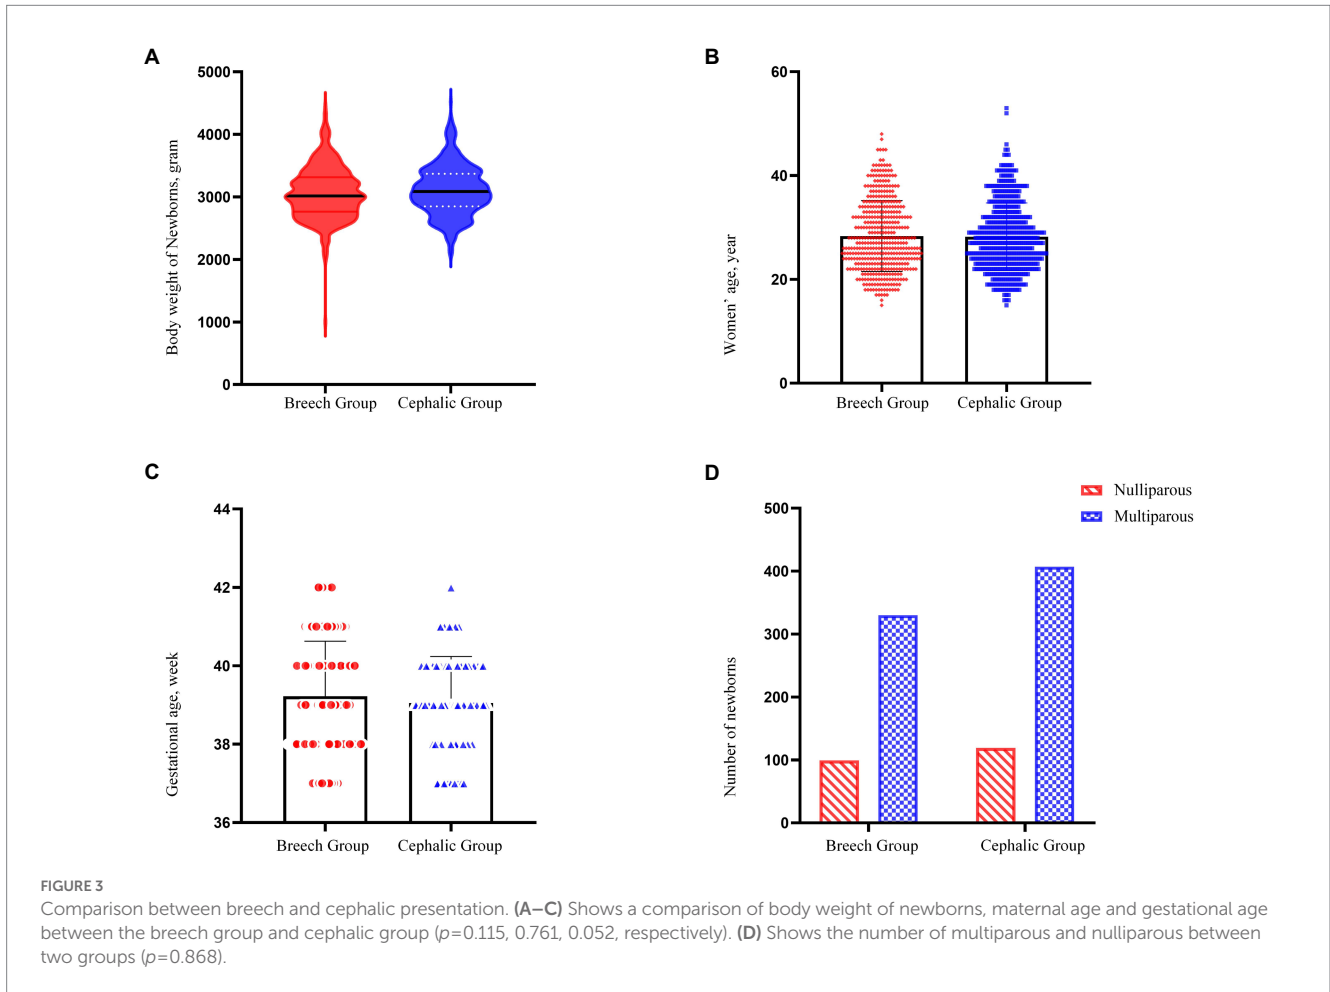 A
5000
4000
3000
2000
1000
0
Body weight of Newborns, gram
Breech Group
Cephalic Group
B
60
40
20
0
Women' age, year
Breech Group
Cephalic Group
C
44
42
40
38
36
Gestational age, week
Breech Group
Cephalic Group
D
Nulliparous
Multiparous
500
400
300
200
100
0
Number of newborns
Breech Group
Cephalic Group
FIGURE 3
Comparison between breech and cephalic presentation. (A–C) Shows a comparison of body weight of newborns, maternal age and gestational age
between the breech group and cephalic group (p=0.115, 0.761, 0.052, respectively). (D) Shows the number of multiparous and nulliparous between
two groups (p=0.868).